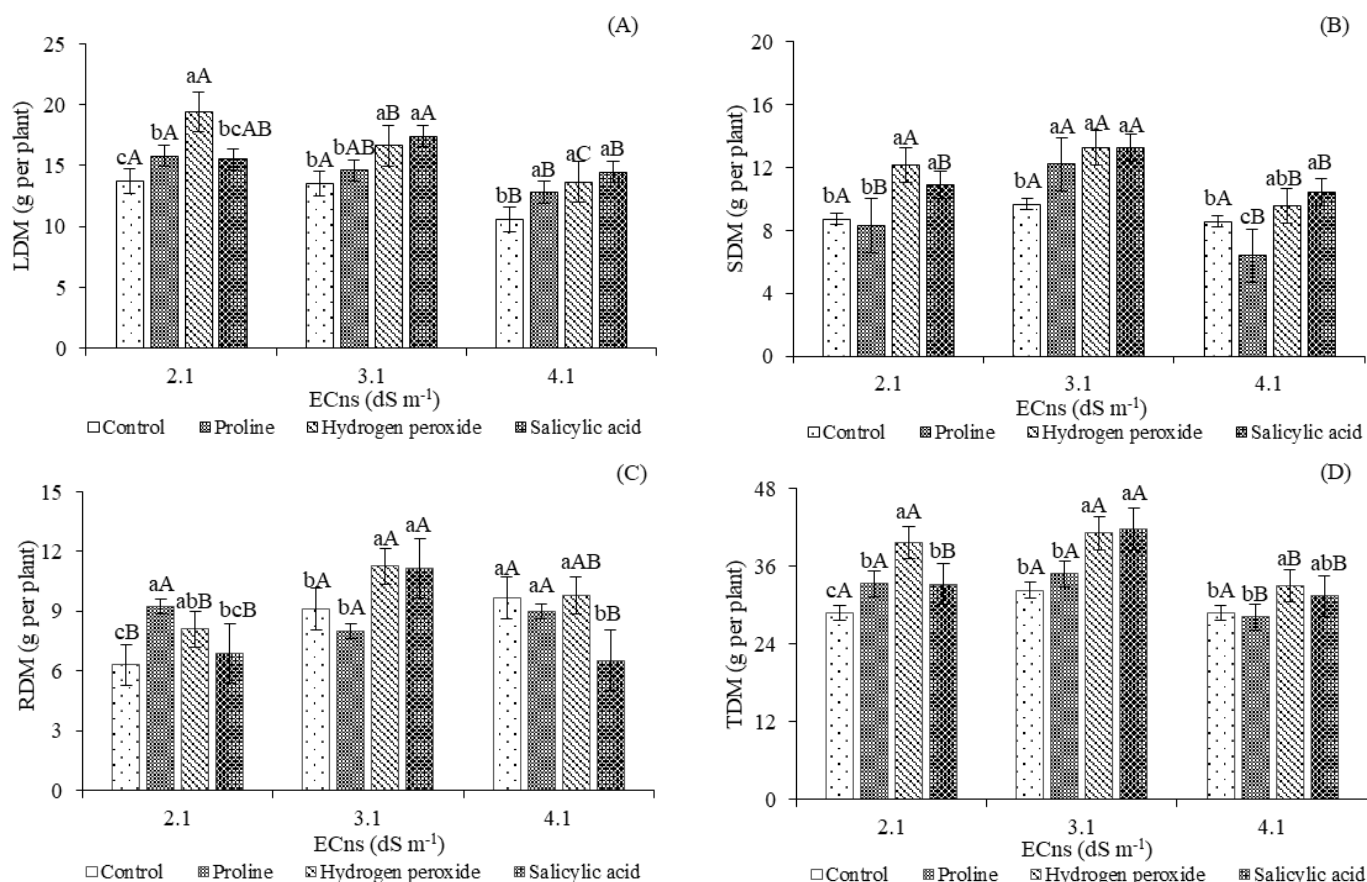 (A)
25
20
15
10
5
0
LDM (g per plant)
cA bA aA bcAB
bA bAB aB aA
bB aB aC aB
2.1 3.1 4.1
ECns (dS m⁻¹)
Control Proline Hydrogen peroxide Salicylic acid
(B)
20
16
12
8
4
0
SDM (g per plant)
bA bB aA aB
bA aA aA aA
bA cB abB aB
2.1 3.1 4.1
ECns (dS m⁻¹)
Control Proline Hydrogen peroxide Salicylic acid
(C)
15
12
9
6
3
0
RDM (g per plant)
cB aA abB bcB
bA bA aA aA
aA aA aAB bB
2.1 3.1 4.1
ECns (dS m⁻¹)
Control Proline Hydrogen peroxide Salicylic acid
(D)
48
36
24
12
0
TDM (g per plant)
cA bA aA bB
bA bA aA aA
bA bB aB abB
2.1 3.1 4.1
ECns (dS m⁻¹)
Control Proline Hydrogen peroxide Salicylic acid